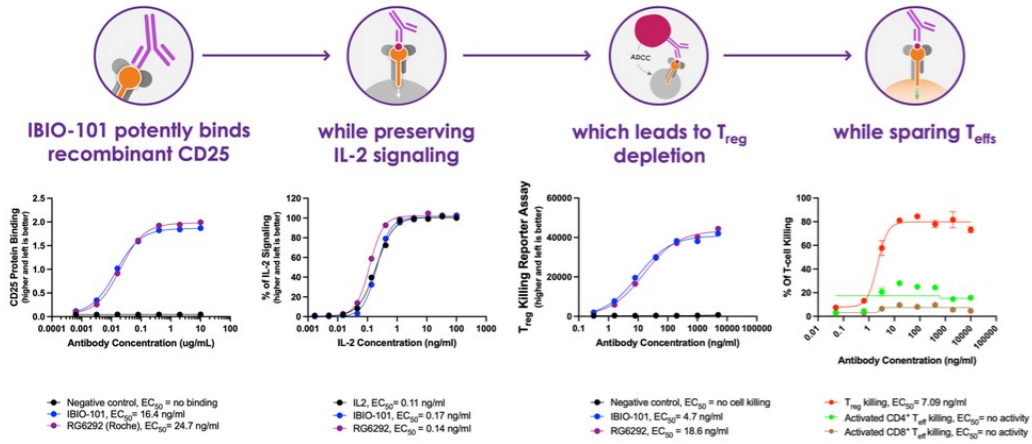 ADCC
IBIO-101 potently binds
recombinant CD25
while preserving
IL-2 signaling
which leads to Treg
depletion
while sparing Teffs
CD25 Protein Binding
(higher and left is better)
2.5
2.0
1.5
1.0
0.5
0.0
0.0001
0.001
0.01
0.1
1
10
100
Antibody Concentration (ug/mL)
Negative control, EC50 = no binding
IBIO-101, EC50= 16.4 ng/ml
RG6292 (Roche), EC50= 24.7 ng/ml
% of IL-2 Signaling
(higher and left is better)
120
100
80
60
40
20
0
0.001
0.01
0.1
1
10
100
1000
IL-2 Concentration (ng/ml)
IL2, EC50= 0.11 ng/ml
IBIO-101, EC50= 0.17 ng/ml
RG6292, EC50= 0.14 ng/ml
Treg Killing Reporter Assay
(higher and left is better)
60000
40000
20000
0
1
10
100
1000
10000
100000
Antibody Concentration (ng/ml)
Negative control, EC50 = no cell killing
IBIO-101, EC50= 4.7 ng/ml
RG6292, EC50= 18.6 ng/ml
% Of T-cell Killing
100
80
60
40
20
0
0.01
0.1
1
10
100
1000
10000
100000
Antibody Conentration (ng/ml)
Treg killing, EC50= 7.09 ng/ml
Activated CD4+ Teff killing, EC50= no activity
Activated CD8+ Teff killing, EC50= no activity